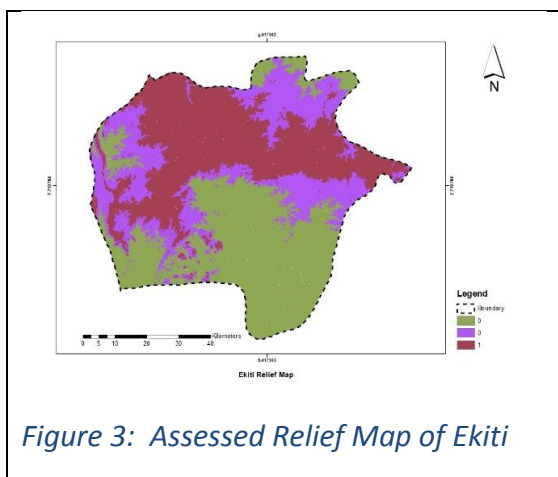 N
Legend
Boundary
0
0
1
Kilometers
0 5 10 20 30 40
Ekiti Relief Map
Figure 3: Assessed Relief Map of Ekiti